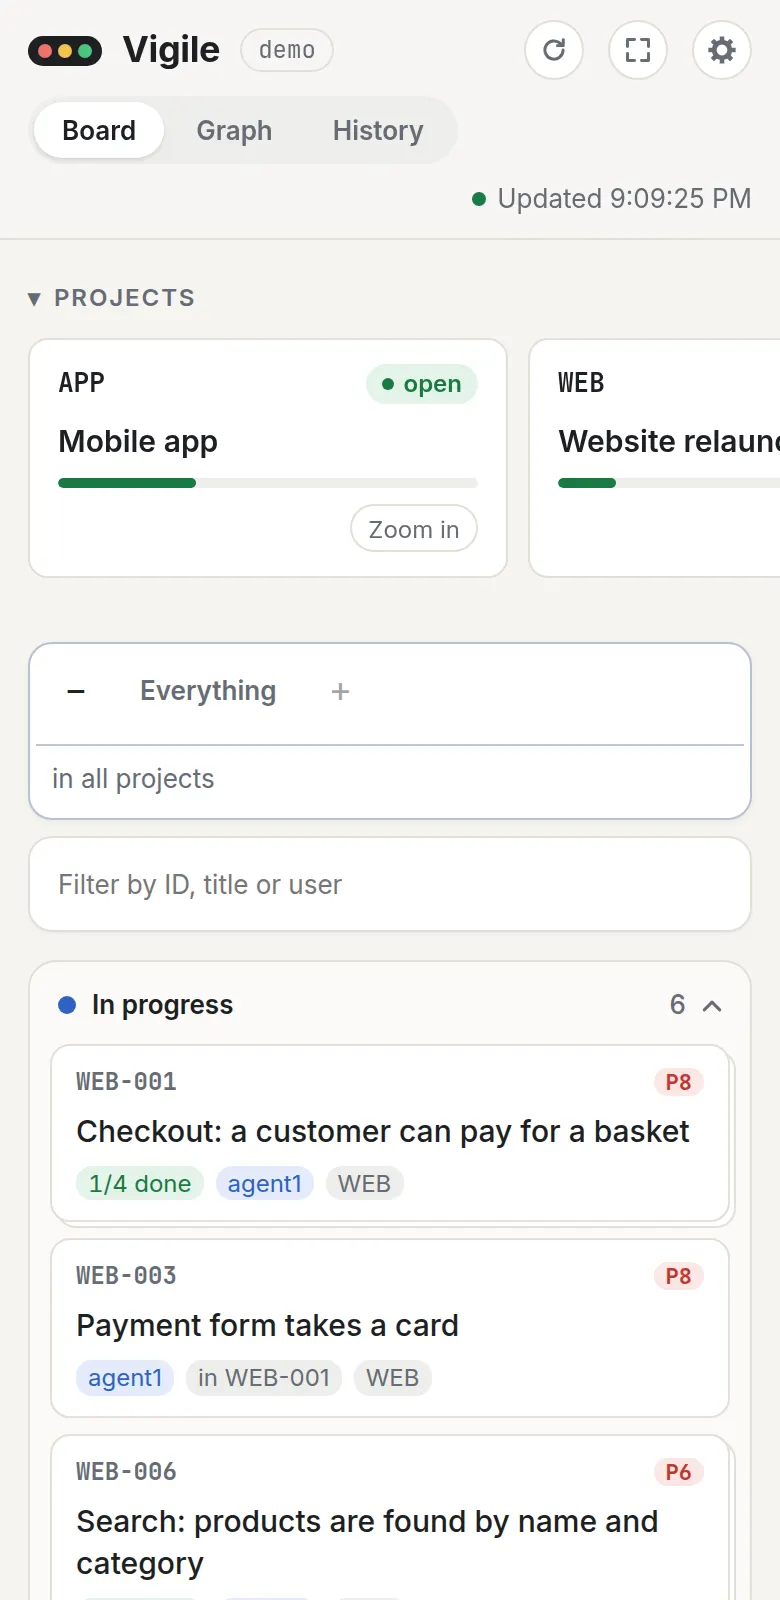 Vigile demo
Board Graph History
Updated 9:09:25 PM
▼ PROJECTS
APP open
Mobile app
Zoom in
WEB
Website
− Everything +
in all projects
Filter by ID, title or user
In progress 6
WEB-001 P8
Checkout: a customer can pay for a basket
1/4 done agent1 WEB
WEB-003 P8
Payment form takes a card
agent1 in WEB-001 WEB
WEB-006 P6
Search: products are found by name and
category